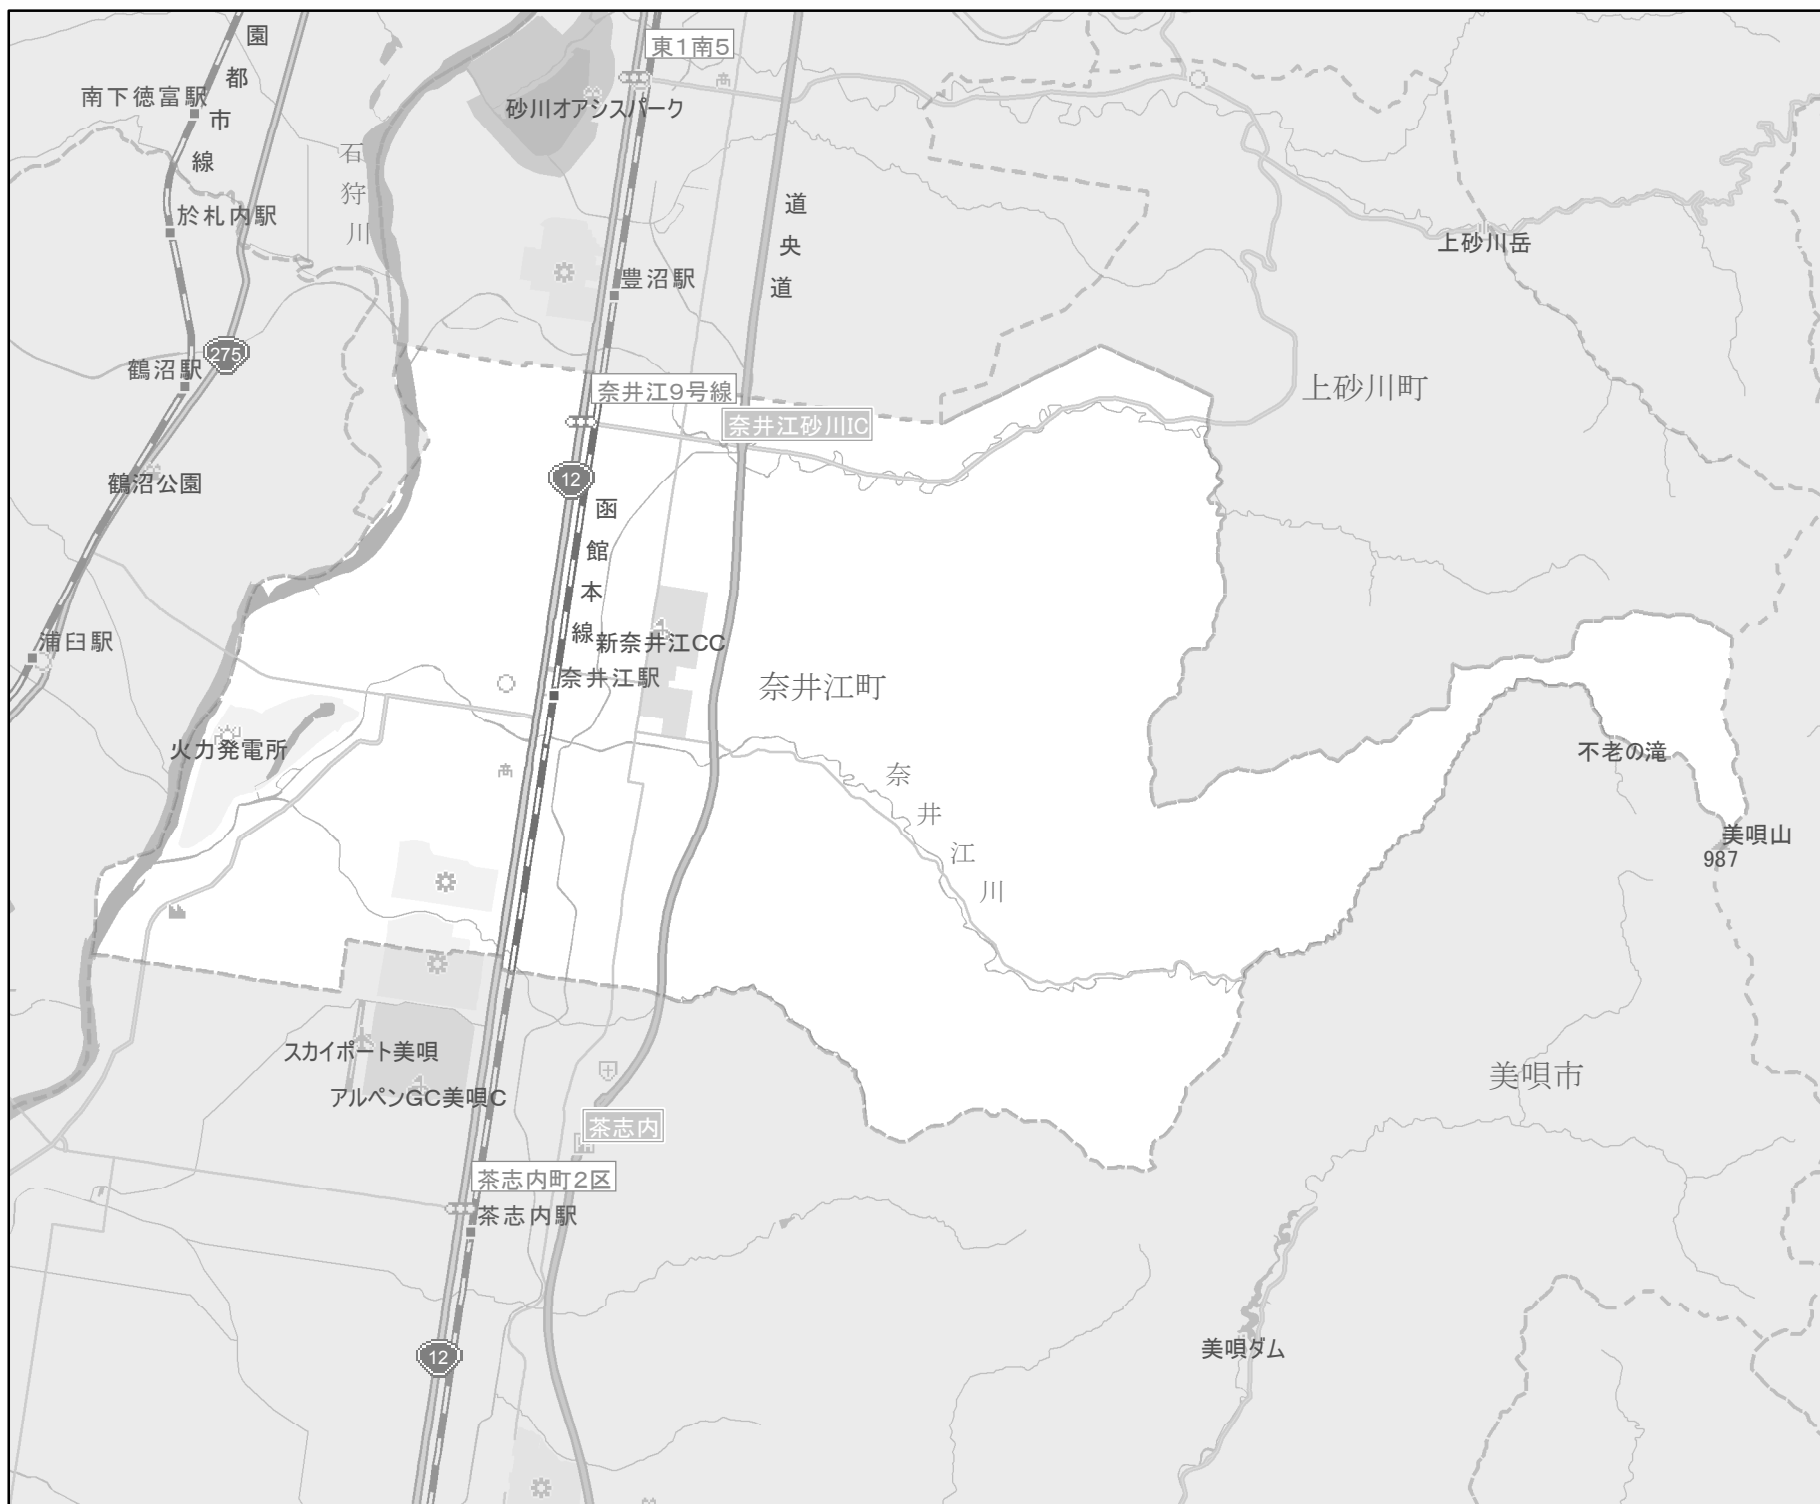 園都市線
東1南5
南下徳富駅
砂川オアシスパーク
石狩川
道央道
於札内駅
上砂川岳
豊沼駅
275
鶴沼駅
奈井江9号線
上砂川町
奈井江砂川IC
鶴沼公園
12
函館本線
浦臼駅
新奈井江CC
奈井江駅
奈井江町
火力発電所
不老の滝
奈井江川
美唄山
987
スカイポート美唄
美唄市
アルペンGC美唄C
茶志内
茶志内町2区
茶志内駅
美唄ダム
12